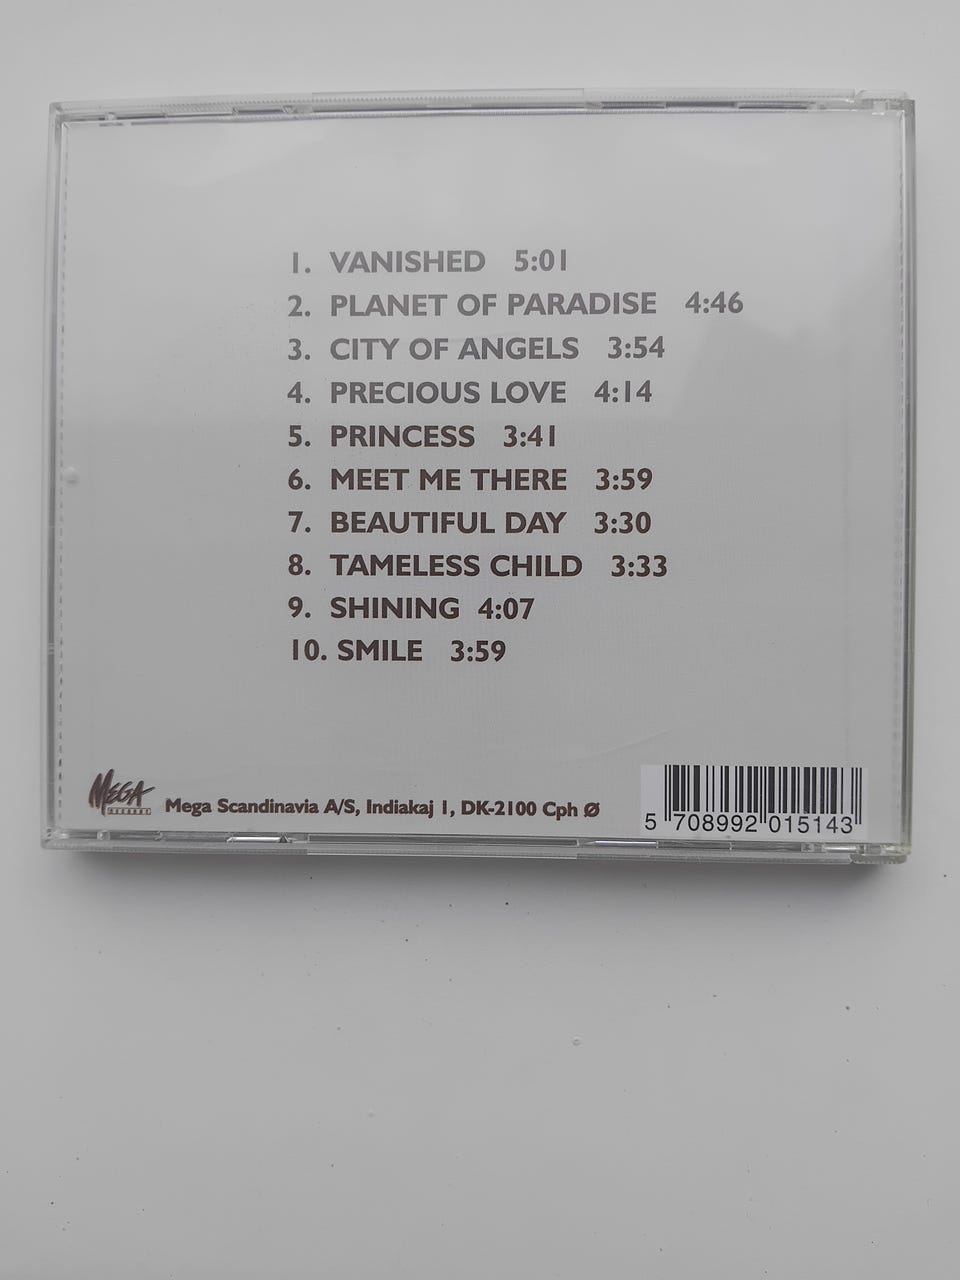 1. VANISHED 5:01
2. PLANET OF PARADISE 4:46
3. CITY OF ANGELS 3:54
4. PRECIOUS LOVE 4:14
5. PRINCESS 3:41
6. MEET ME THERE 3:59
7. BEAUTIFUL DAY 3:30
8. TAMELESS CHILD 3:33
9. SHINING 4:07
10. SMILE 3:59
MEGA
RECORDS
Mega Scandinavia A/S, Indiakaj 1, DK-2100 Cph Ø
5 708992 015143